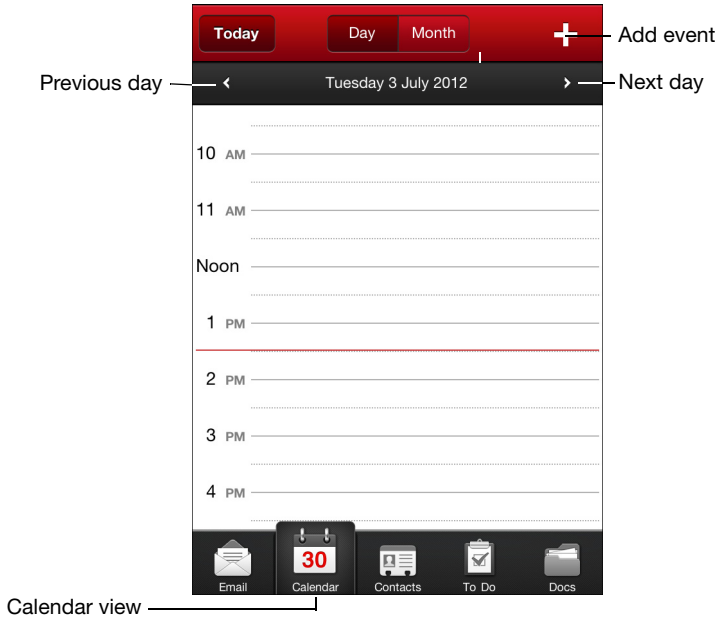 Today
Day Month
Add event
Previous day
Tuesday 3 July 2012
Next day
10 AM
11 AM
Noon
1 PM
2 PM
3 PM
4 PM
30
Email Calendar Contacts To Do Docs
Calendar view